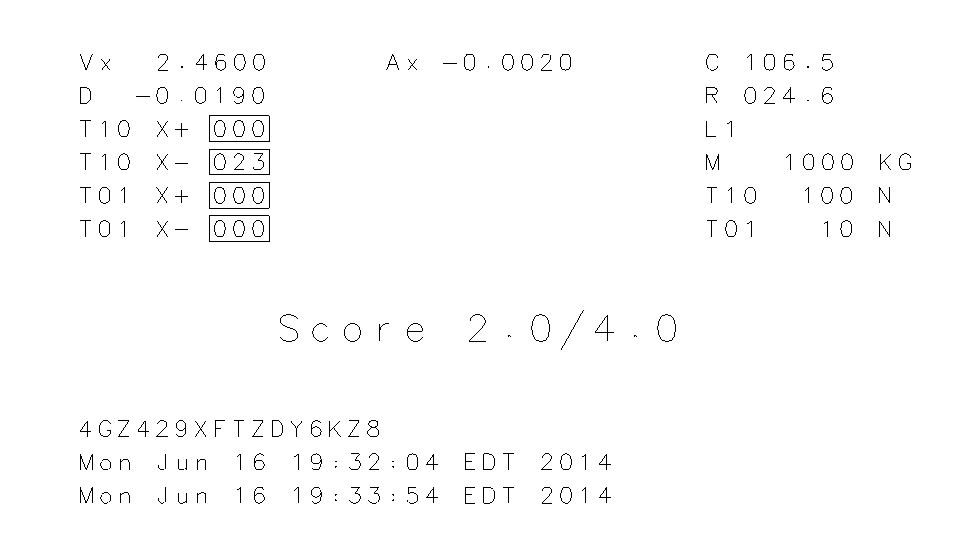 Vx 2.4600 Ax -0.0020 C 106.5
D -0.0190 R 024.6
T10 X+ 000 L1
T10 X- 023 M 1000 KG
T01 X+ 000 T10 100 N
T01 X- 000 T01 10 N
Score 2.0/4.0
4GZ429XFTZDY6KZ8
Mon Jun 16 19:32:04 EDT 2014
Mon Jun 16 19:33:54 EDT 2014